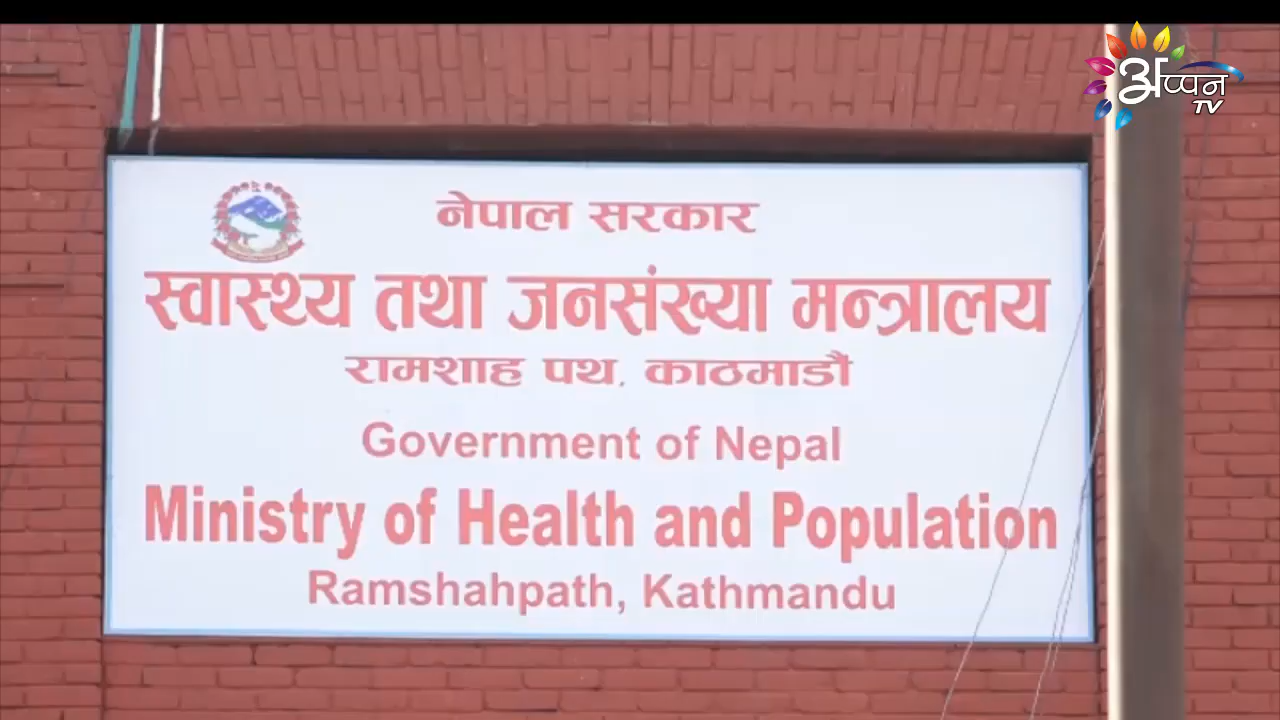 अप्पन
TV
नेपाल सरकार
स्वास्थ्य तथा जनसंख्या मन्त्रालय
रामशाह पथ, काठमाडौं
Government of Nepal
Ministry of Health and Population
Ramshahpath, Kathmandu